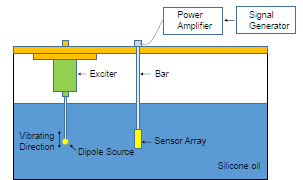 Power
Amplifier
Signal
Generator
Exciter
Bar
Vibrating
Direction
Dipole Source
Sensor Array
Silicone oil